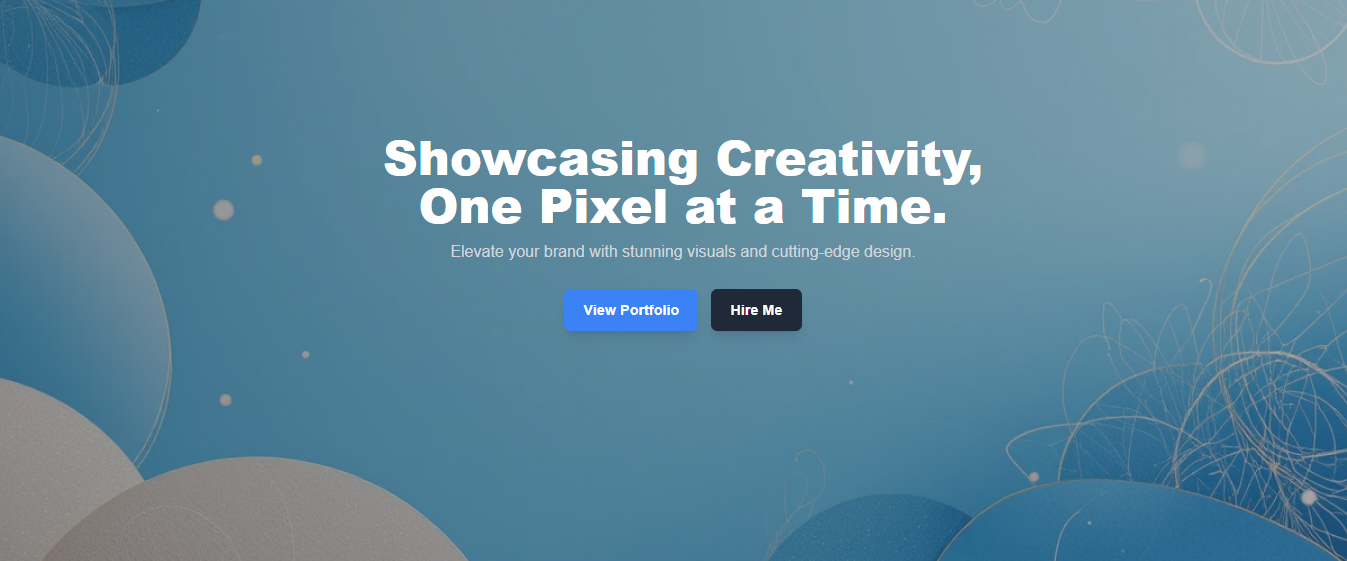 Showcasing Creativity,
One Pixel at a Time.
Elevate your brand with stunning visuals and cutting-edge design.
View Portfolio
Hire Me